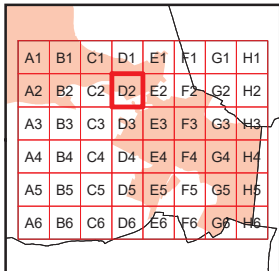 A1 B1 C1 D1 E1 F1 G1 H1
A2 B2 C2 D2 E2 F2 G2 H2
A3 B3 C3 D3 E3 F3 G3 H3
A4 B4 C4 D4 E4 F4 G4 H4
A5 B5 C5 D5 E5 F5 G5 H5
A6 B6 C6 D6 E6 F6 G6 H6